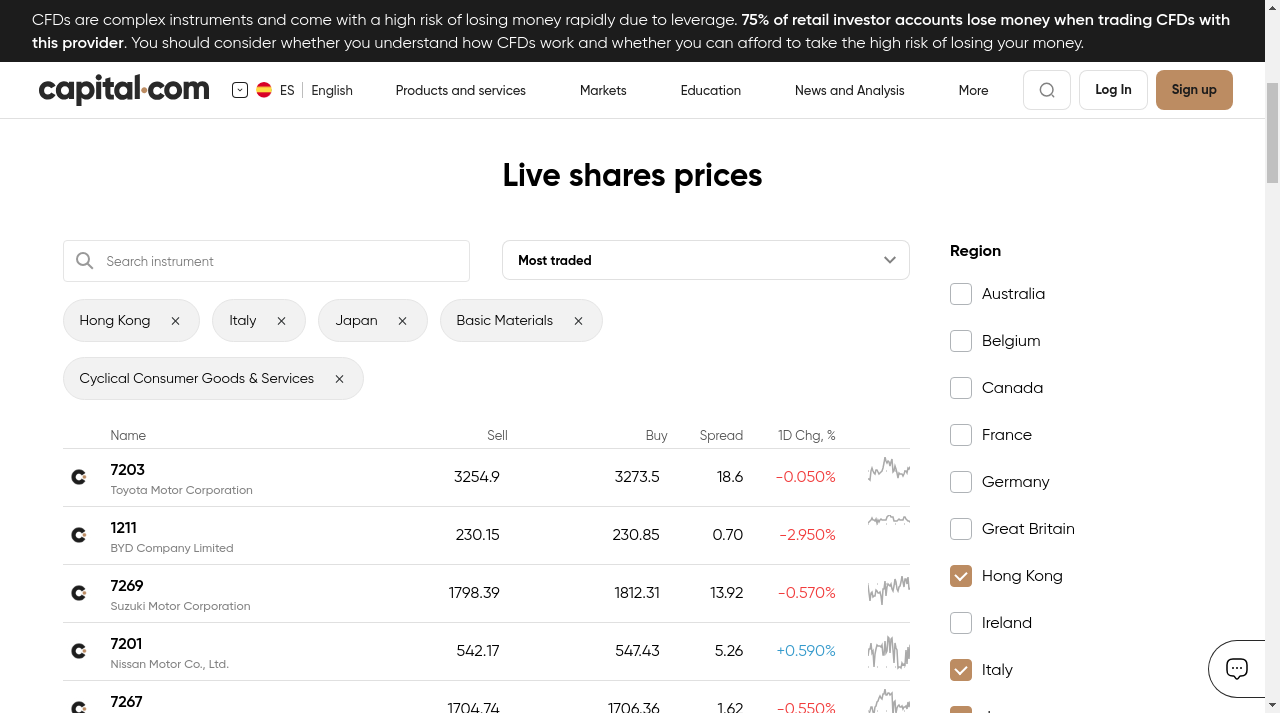 CFDs are complex instruments and come with a high risk of losing money rapidly due to leverage. 75% of retail investor accounts lose money when trading CFDs with
this provider. You should consider whether you understand how CFDs work and whether you can afford to take the high risk of losing your money.
capital.com ES English Products and services Markets Education News and Analysis More Log In Sign up
Live shares prices
Search instrument Most traded
Hong Kong × Italy × Japan × Basic Materials ×
Cyclical Consumer Goods & Services ×
Name Sell Buy Spread 1D Chg, %
7203 3254.9 3273.5 18.6 -0.050%
Toyota Motor Corporation
1211 230.15 230.85 0.70 -2.950%
BYD Company Limited
7269 1798.39 1812.31 13.92 -0.570%
Suzuki Motor Corporation
7201 542.17 547.43 5.26 +0.590%
Nissan Motor Co., Ltd.
7267 1704.74 1706.36 1.62 -0.550%
Region
Australia
Belgium
Canada
France
Germany
Great Britain
Hong Kong
Ireland
Italy